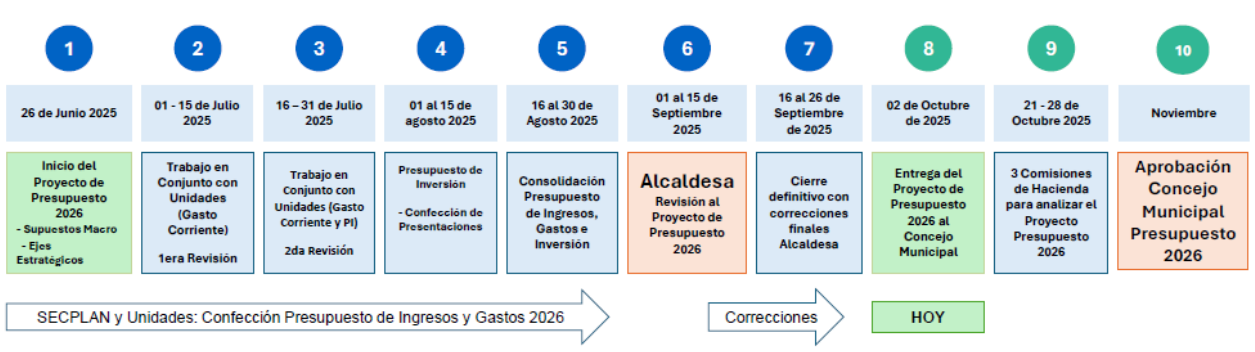 1
2
3
4
5
6
7
8
9
10
26 de Junio 2025
01 - 15 de Julio
2025
16 – 31 de Julio
2025
01 al 15 de
agosto 2025
16 al 30 de
Agosto 2025
01 al 15 de
Septiembre
2025
16 al 26 de
Septiembre
de 2025
02 de Octubre
de 2025
21 - 28 de
Octubre 2025
Noviembre
Inicio del
Proyecto de
Presupuesto
2026
- Supuestos Macro
- Ejes
Estratégicos
Trabajo en
Conjunto con
Unidades
(Gasto
Corriente)
1era Revisión
Trabajo en
Conjunto con
Unidades (Gasto
Corriente y PI)
2da Revisión
Presupuesto de
Inversión
- Confección de
Presentaciones
Consolidación
Presupuesto
de Ingresos,
Gastos e
Inversión
Alcaldesa
Revisión al
Proyecto de
Presupuesto
2026
Cierre
definitivo con
correcciones
finales
Alcaldesa
Entrega del
Proyecto de
Presupuesto
2026 al
Concejo
Municipal
3 Comisiones
de Hacienda
para analizar el
Proyecto
Presupuesto
2026
Aprobación
Concejo
Municipal
Presupuesto
2026
SECPLAN y Unidades: Confección Presupuesto de Ingresos y Gastos 2026
Correcciones
HOY